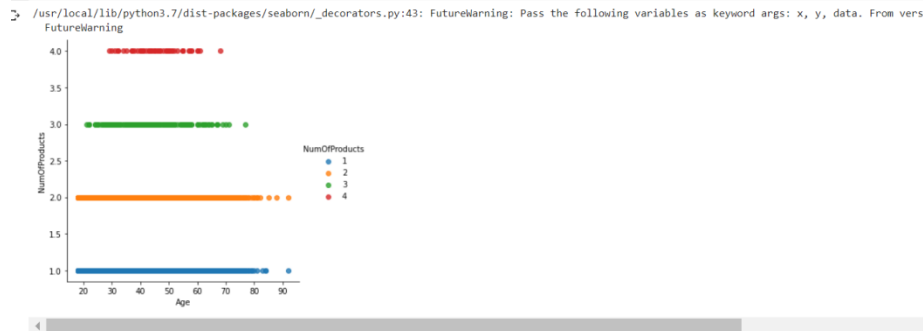 /usr/local/lib/python3.7/dist-packages/seaborn/_decorators.py:43: FutureWarning: Pass the following variables as keyword args: x, y, data. From vers
FutureWarning
4.0
3.5
3.0
2.5
2.0
1.5
1.0
NumOfProducts
20 30 40 50 60 70 80 90
Age
NumOfProducts
1
2
3
4